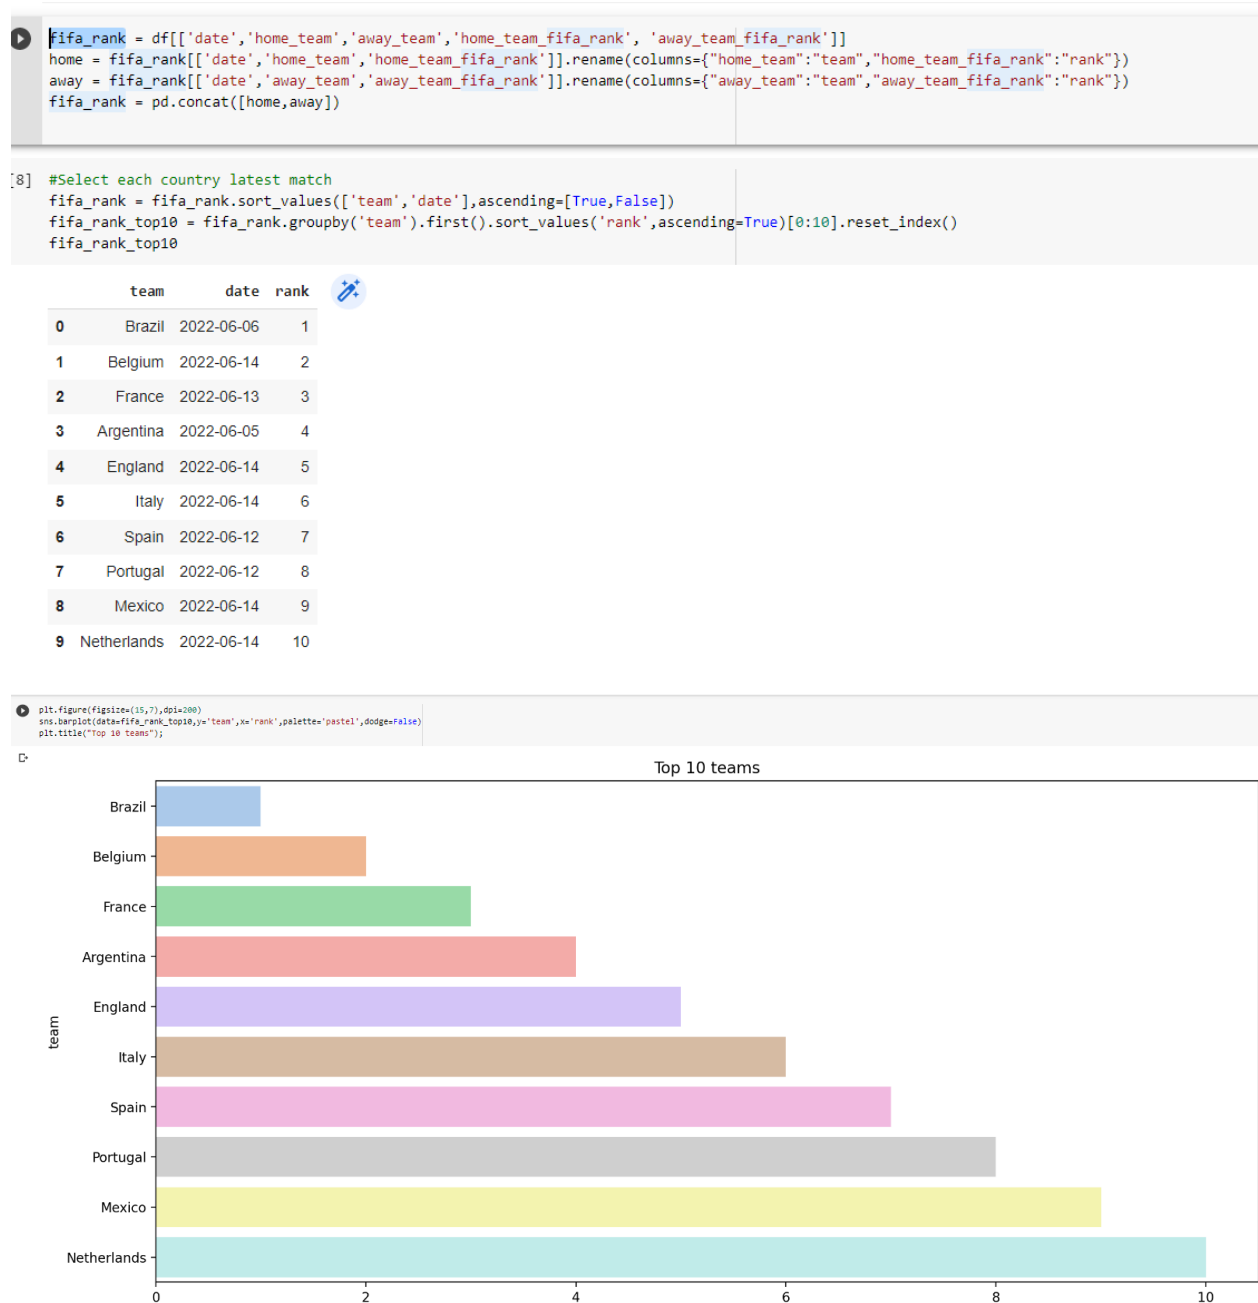 fifa_rank = df[['date','home_team','away_team','home_team_fifa_rank', 'away_team_fifa_rank']]
home = fifa_rank[['date','home_team','home_team_fifa_rank']].rename(columns={"home_team":"team","home_team_fifa_rank":"rank"})
away = fifa_rank[['date','away_team','away_team_fifa_rank']].rename(columns={"away_team":"team","away_team_fifa_rank":"rank"})
fifa_rank = pd.concat([home,away])
[8] #Select each country latest match
fifa_rank = fifa_rank.sort_values(['team','date'],ascending=[True,False])
fifa_rank_top10 = fifa_rank.groupby('team').first().sort_values('rank',ascending=True)[0:10].reset_index()
fifa_rank_top10
team date rank
0 Brazil 2022-06-06 1
1 Belgium 2022-06-14 2
2 France 2022-06-13 3
3 Argentina 2022-06-05 4
4 England 2022-06-14 5
5 Italy 2022-06-14 6
6 Spain 2022-06-12 7
7 Portugal 2022-06-12 8
8 Mexico 2022-06-14 9
9 Netherlands 2022-06-14 10
plt.figure(figsize=(15,7),dpi=200)
sns.barplot(data=fifa_rank_top10,y='team',x='rank',palette='pastel',dodge=False)
plt.title("Top 10 teams");
Top 10 teams
Brazil
Belgium
France
Argentina
England
team
Italy
Spain
Portugal
Mexico
Netherlands
0 2 4 6 8 10